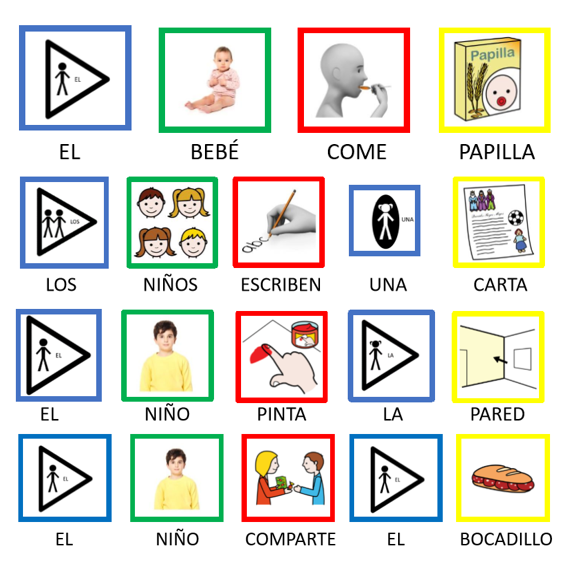 EL
Papilla
EL BEBÉ COME PAPILLA
LOS
abc
UNA
LOS NIÑOS ESCRIBEN UNA CARTA
EL
LA
EL NIÑO PINTA LA PARED
EL
EL
EL NIÑO COMPARTE EL BOCADILLO